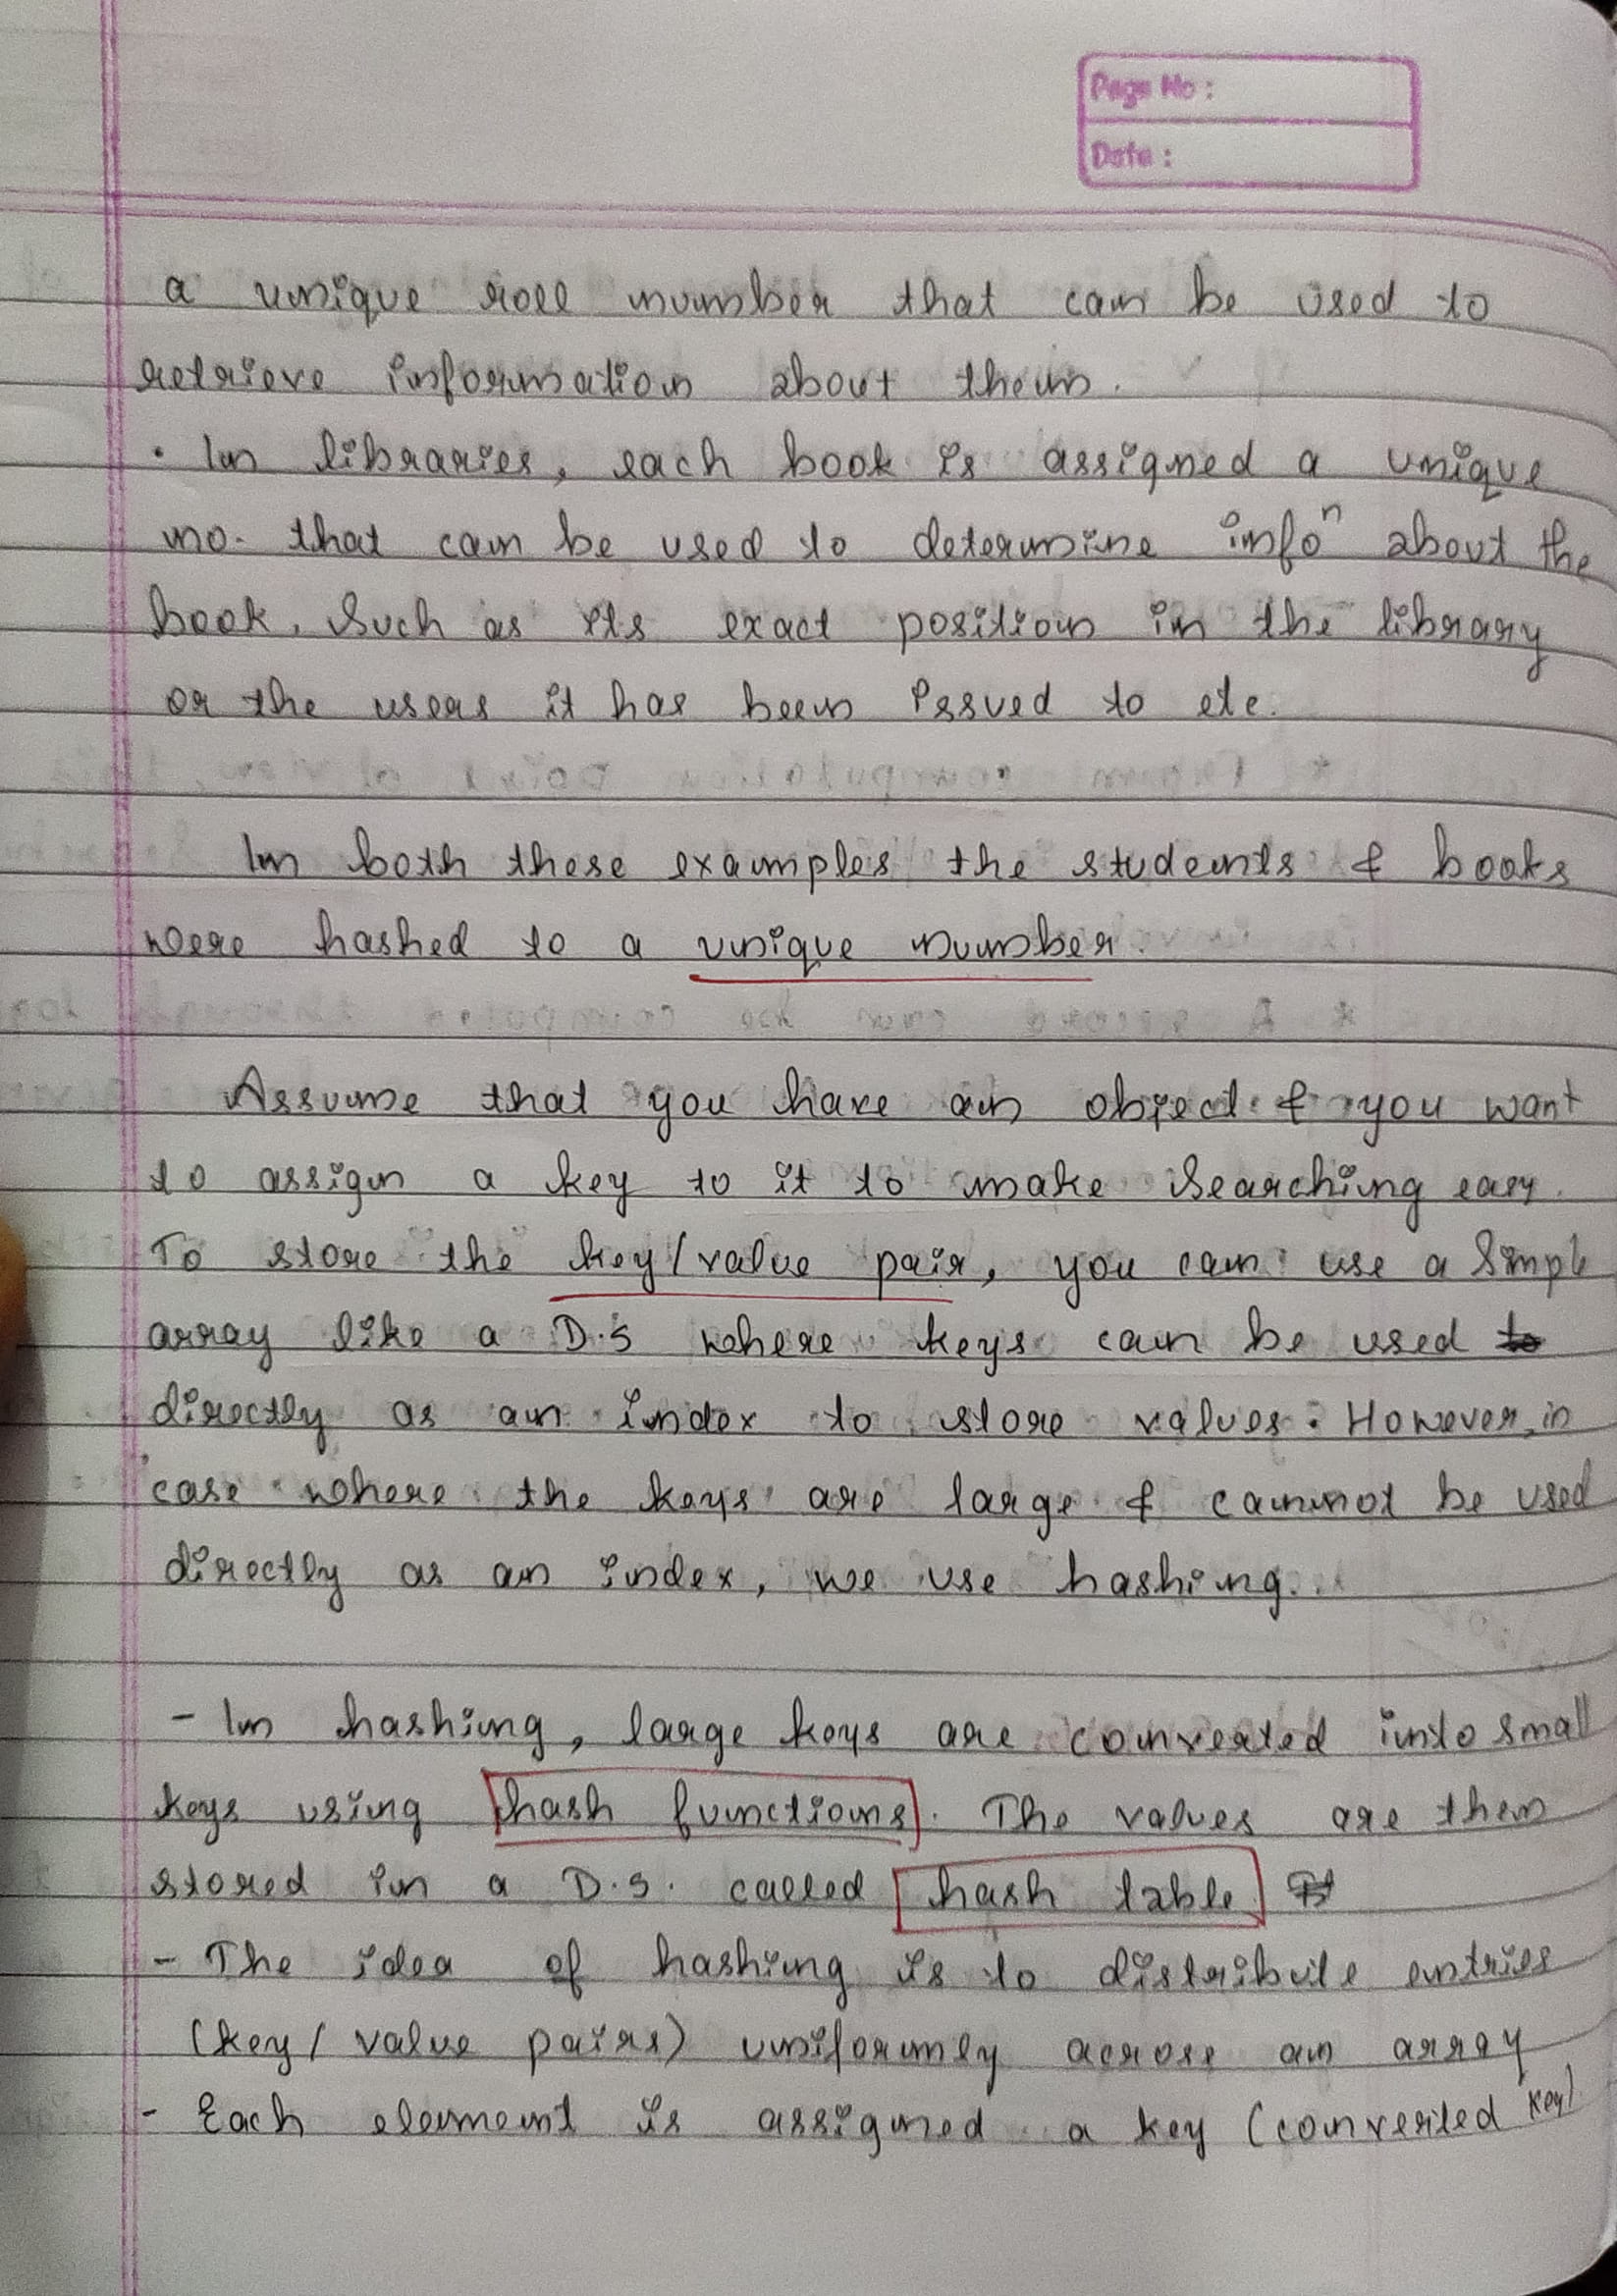 Page No :
Date :
a unique roll number that can be used to
retrieve information about them.
• In libraries, each book is assigned a unique
no. that can be used to determine infoⁿ about the
book, such as its exact position in the library
or the users it has been issued to etc.
In both these examples the students & books
were hashed to a unique number.
Assume that you have an object & you want
to assign a key to it to make searching easy.
To store the key/value pair, you can use a simple
array like a D.S where keys can be used to
directly as an index to store values. However, in
case where the keys are large & cannot be used
directly as an index, we use hashing.
- In hashing, large keys are converted into small
keys using hash functions. The values are then
stored in a D.S. called hash table.
- The idea of hashing is to distribute entries
(key / value pairs) uniformly across an array
- Each element is assigned a key (converted key)